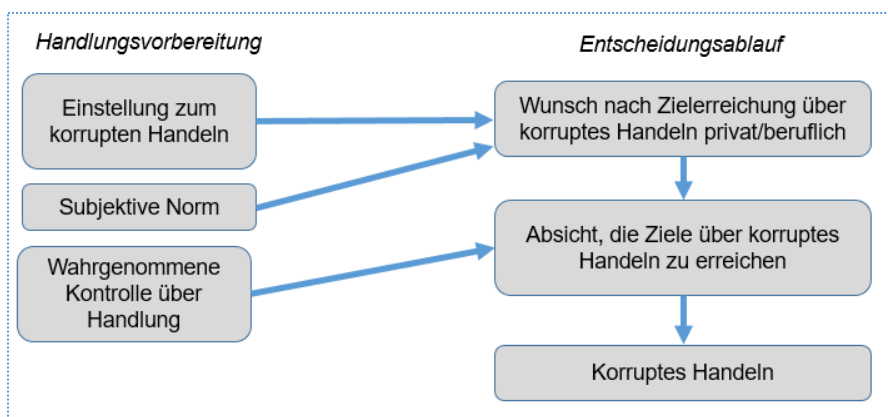 Handlungsvorbereitung
Entscheidungsablauf
Einstellung zum
korrupten Handeln
Wunsch nach Zielerreichung über
korruptes Handeln privat/beruflich
Subjektive Norm
Absicht, die Ziele über korruptes
Handeln zu erreichen
Wahrgenommene
Kontrolle über
Handlung
Korruptes Handeln